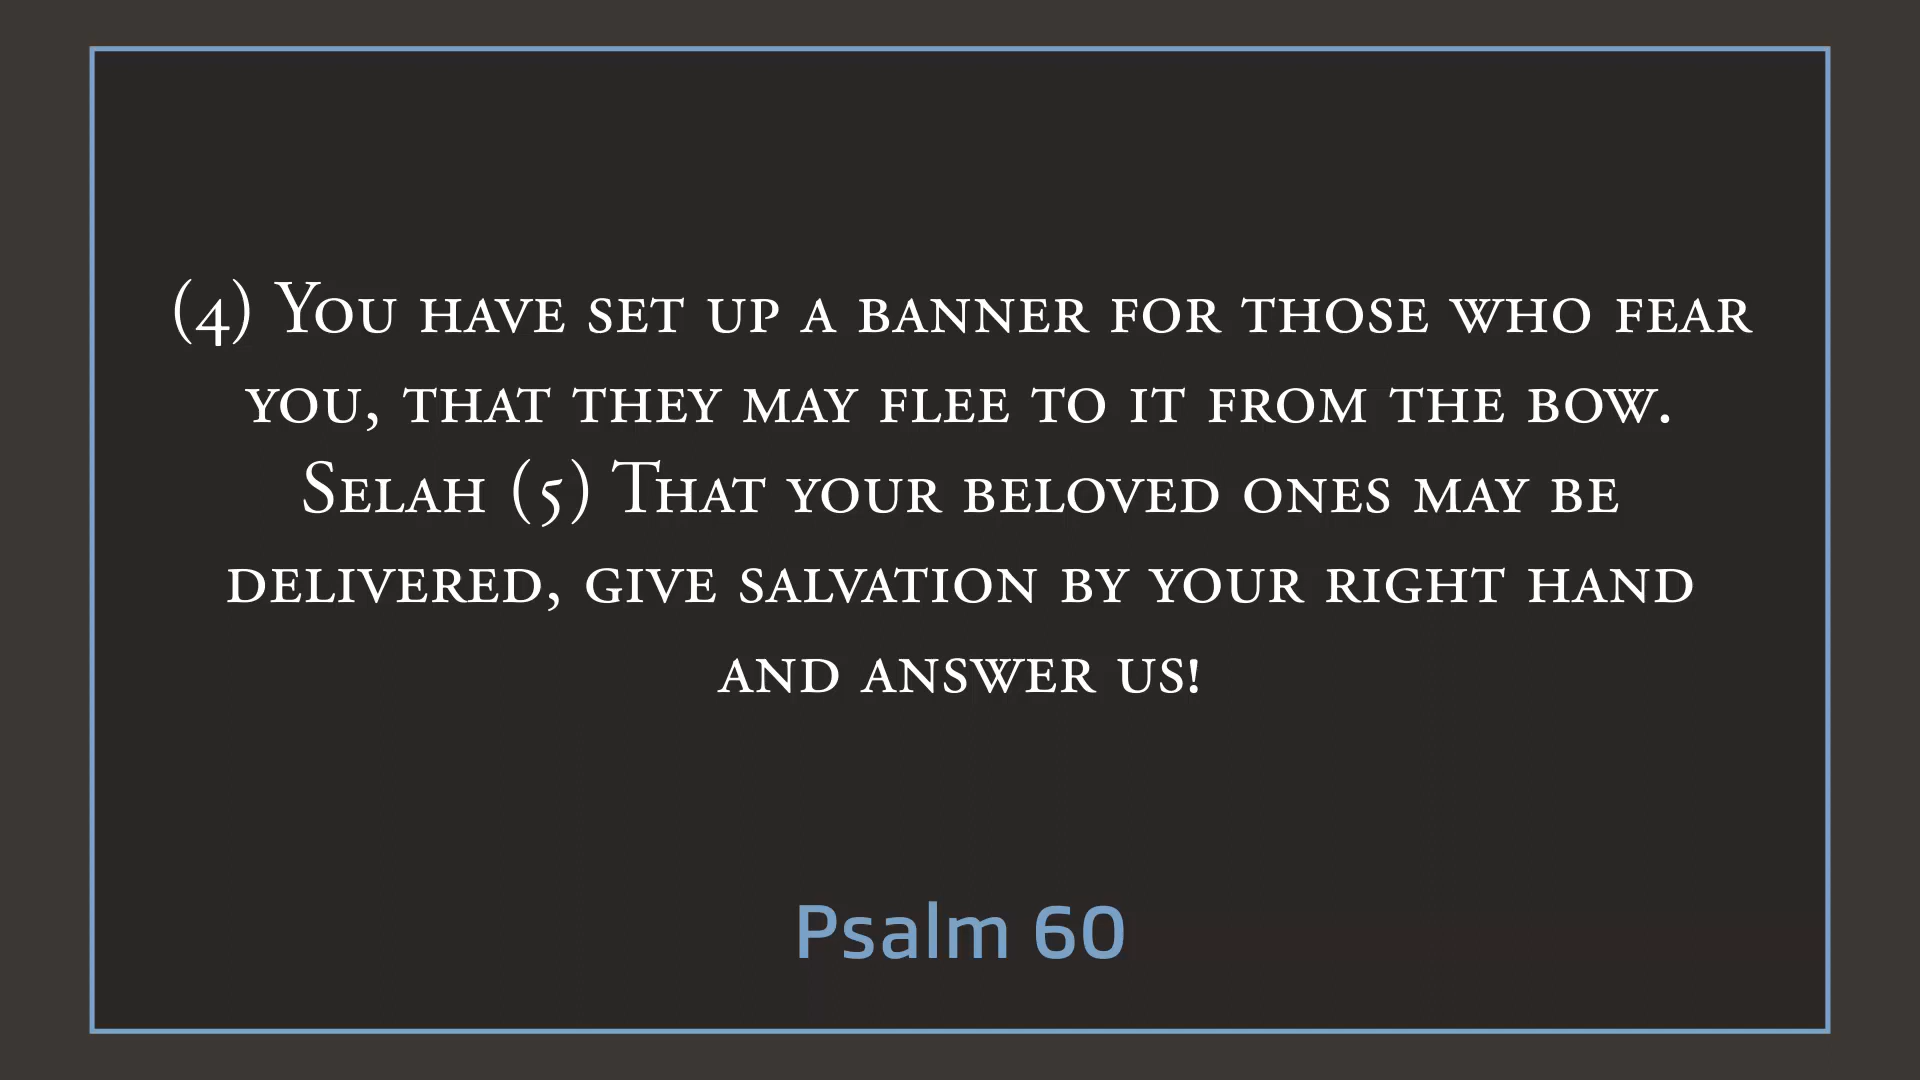 (4) You have set up a banner for those who fear
you, that they may flee to it from the bow.
Selah (5) That your beloved ones may be
delivered, give salvation by your right hand
and answer us!
Psalm 60